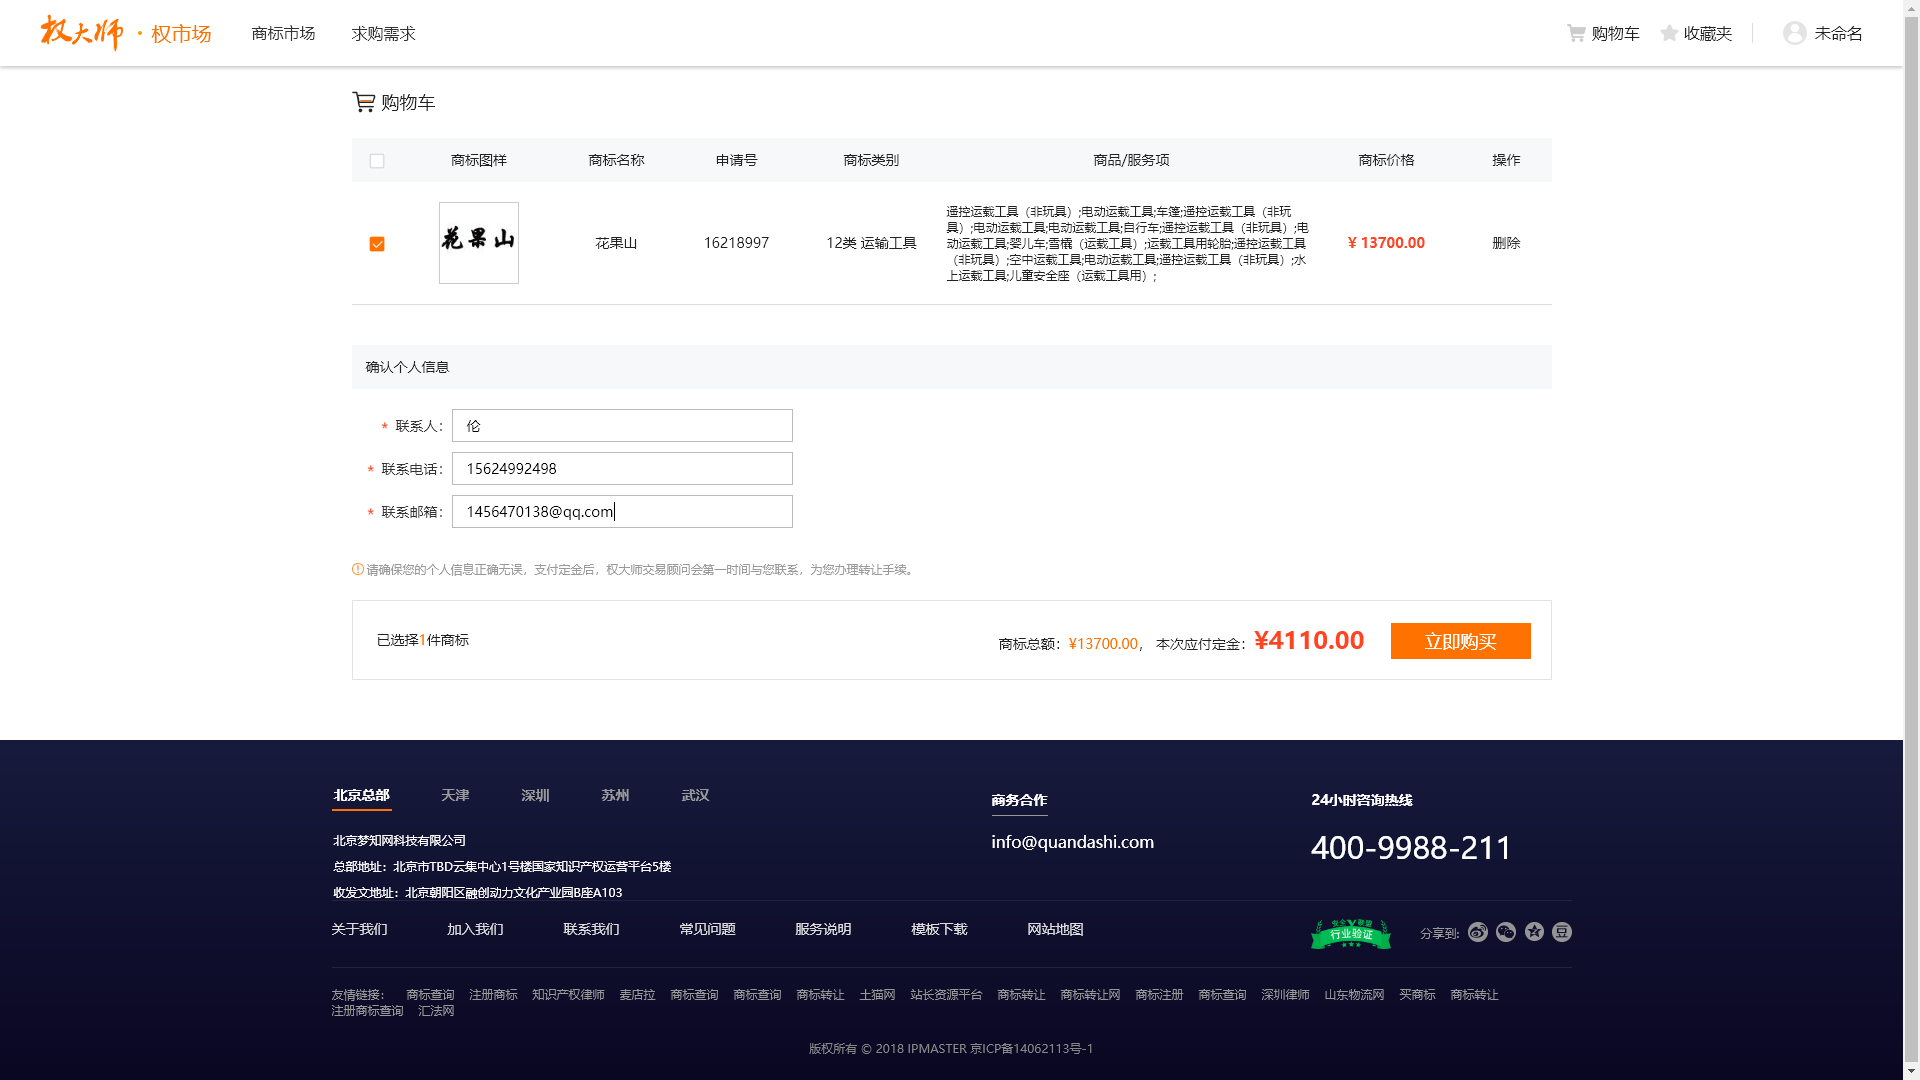 权大师·权市场 商标市场 求购需求 购物车 收藏夹 未命名
购物车
商标图样 商标名称 申请号 商标类别 商品/服务项 商标价格 操作
花果山 花果山 16218997 12类 运输工具
遥控运载工具（非玩具）;电动运载工具;车篷;遥控运载工具（非玩
具）;电动运载工具;电动运载工具;自行车;遥控运载工具（非玩具）;电
动运载工具;婴儿车;雪橇（运载工具）;运载工具用轮胎;遥控运载工具
（非玩具）;空中运载工具;电动运载工具;遥控运载工具（非玩具）;水
上运载工具;儿童安全座（运载工具用）;
¥ 13700.00 删除
确认个人信息
* 联系人： 伦
* 联系电话： 15624992498
* 联系邮箱： 1456470138@qq.com
请确保您的个人信息正确无误，支付定金后，权大师交易顾问会第一时间与您联系，为您办理转让手续。
已选择1件商标 商标总额：¥13700.00， 本次应付定金：¥4110.00 立即购买
北京总部 天津 深圳 苏州 武汉
北京梦知网科技有限公司
总部地址：北京市TBD云集中心1号楼国家知识产权运营平台5楼
收发文地址：北京朝阳区融创动力文化产业园B座A103
商务合作
info@quandashi.com
24小时咨询热线
400-9988-211
关于我们 加入我们 联系我们 常见问题 服务说明 模板下载 网站地图 安全V联盟 行业验证 分享到: 豆
友情链接： 商标查询 注册商标 知识产权律师 麦店拉 商标查询 商标查询 商标转让 土猫网 站长资源平台 商标转让 商标转让网 商标注册 商标查询 深圳律师 山东物流网 买商标 商标转让
注册商标查询 汇法网
版权所有 © 2018 IPMASTER 京ICP备14062113号-1